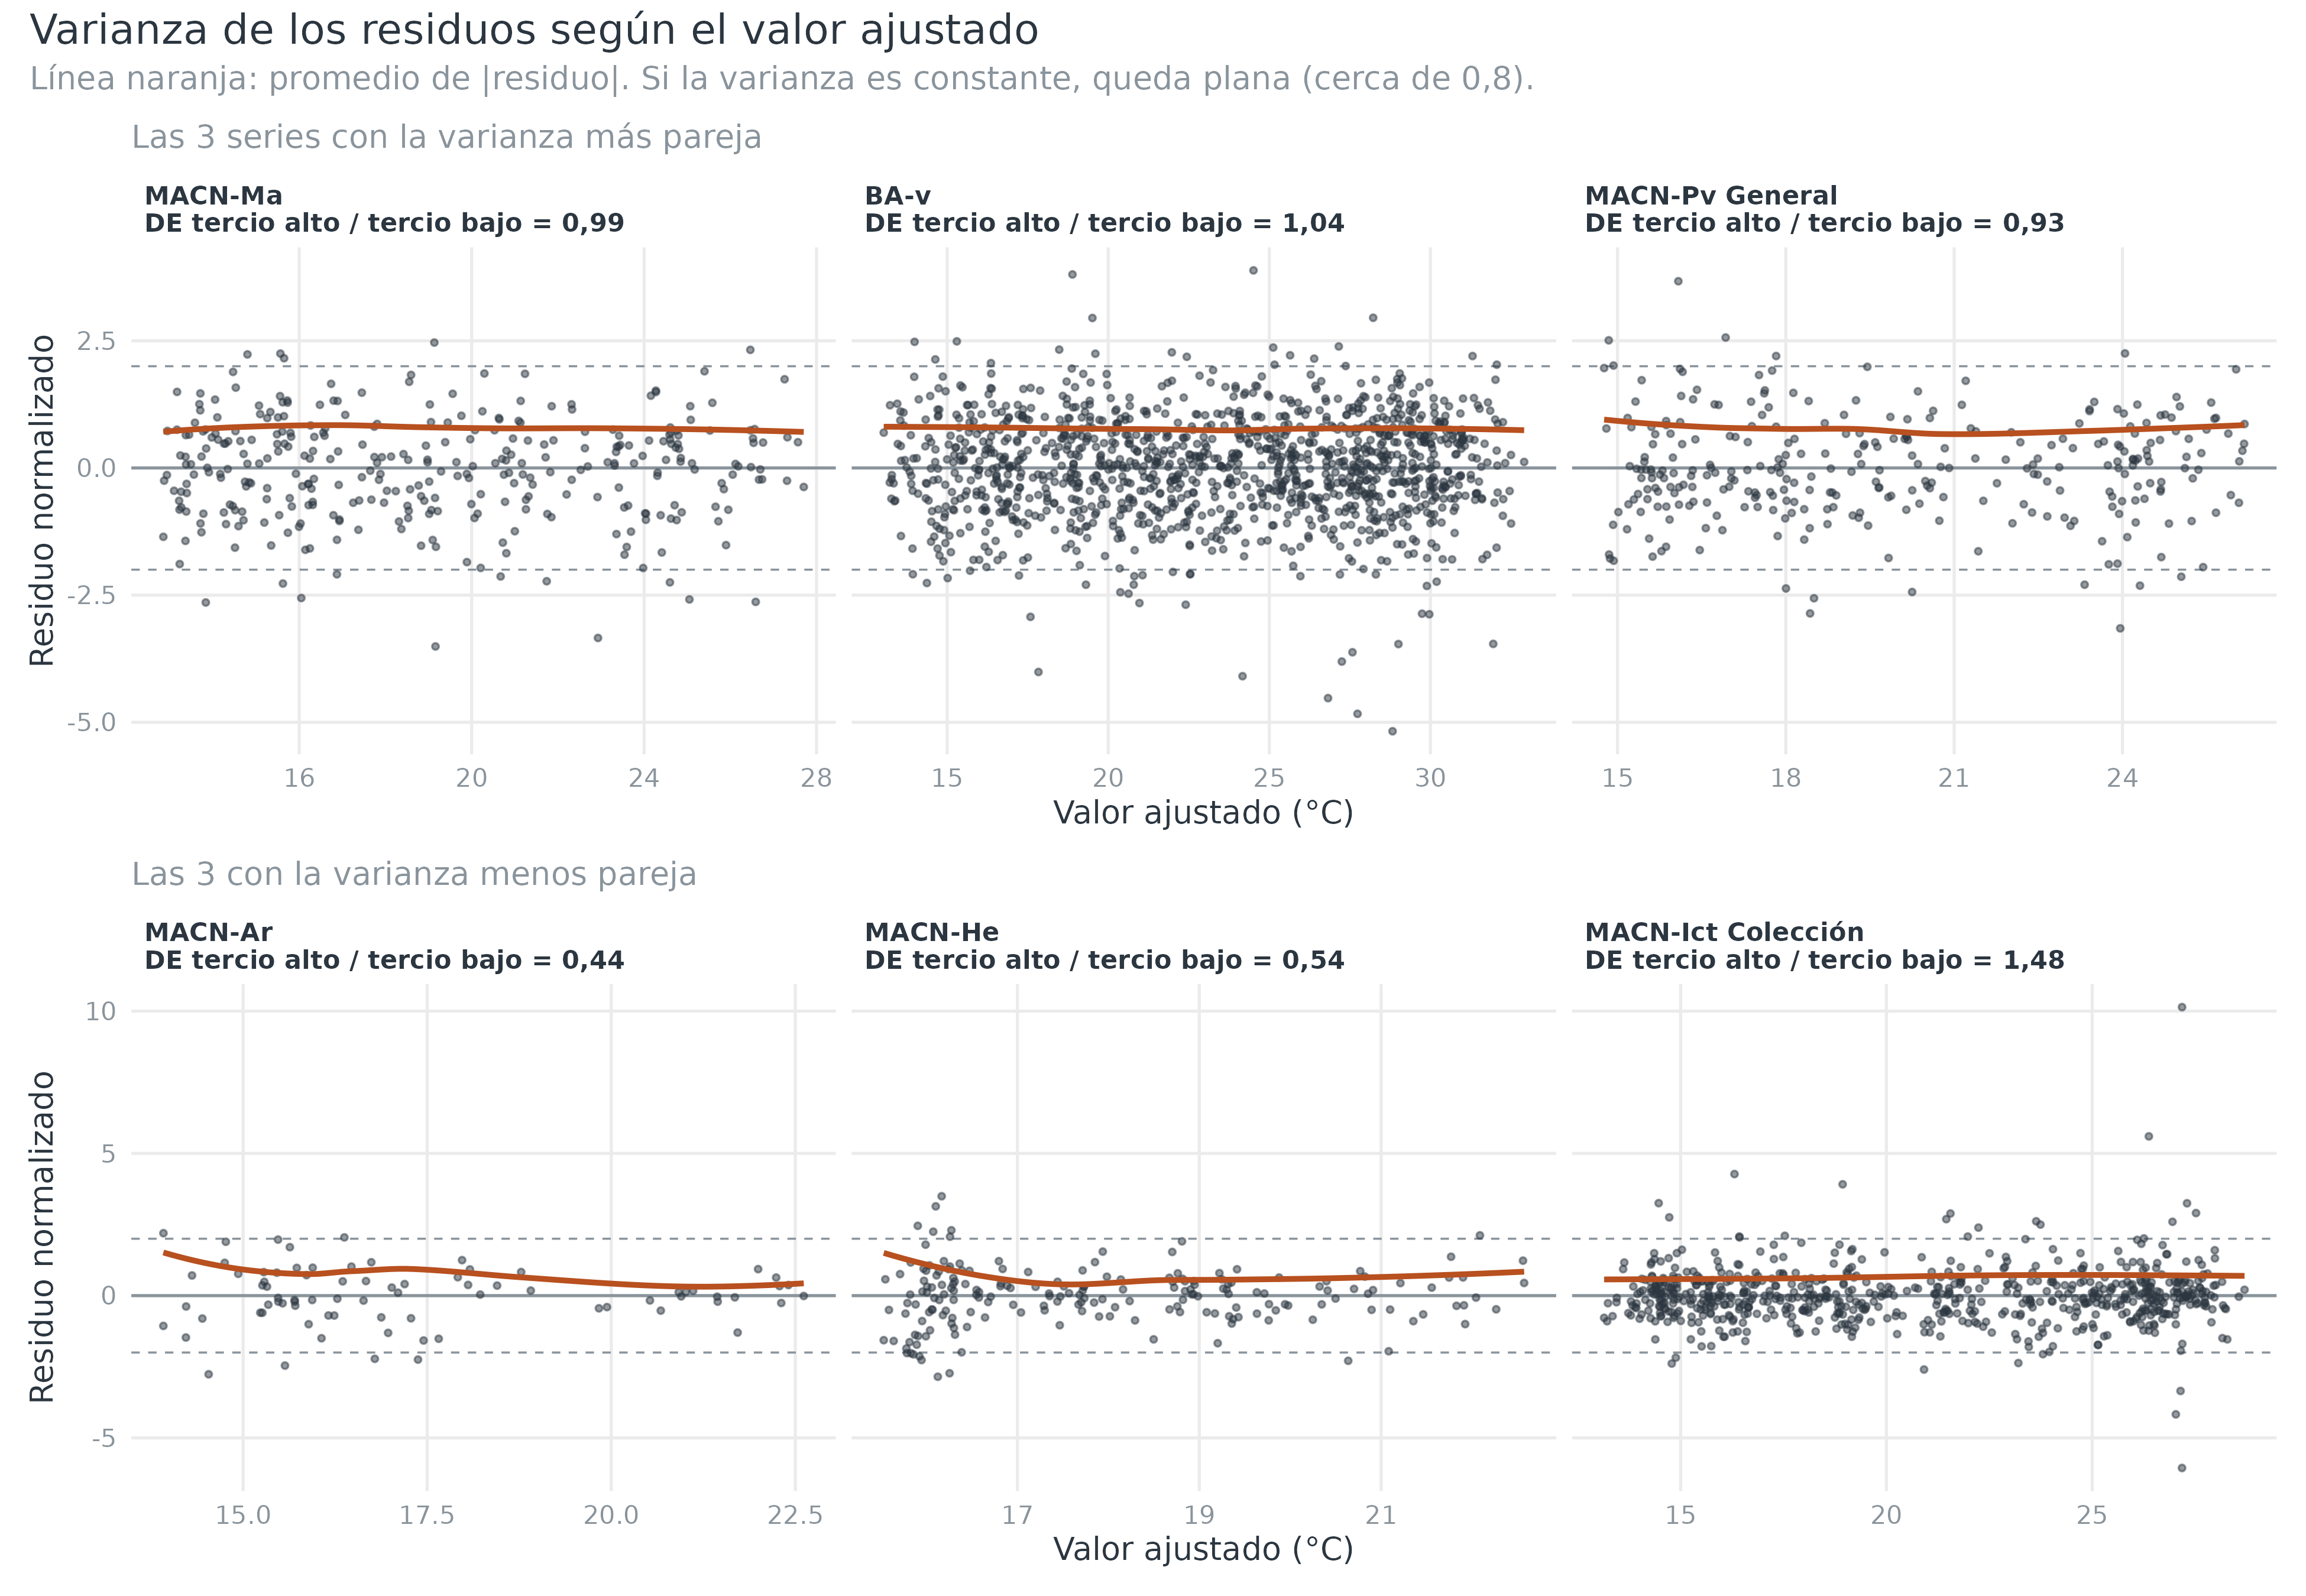 Varianza de los residuos según el valor ajustado
Línea naranja: promedio de |residuo|. Si la varianza es constante, queda plana (cerca de 0,8).
Las 3 series con la varianza más pareja
MACN-Ma
DE tercio alto / tercio bajo = 0,99
BA-v
DE tercio alto / tercio bajo = 1,04
MACN-Pv General
DE tercio alto / tercio bajo = 0,93
Residuo normalizado
2.5
0.0
-2.5
-5.0
16 20 24 28
15 20 25 30
15 18 21 24
Valor ajustado (°C)
Las 3 con la varianza menos pareja
MACN-Ar
DE tercio alto / tercio bajo = 0,44
MACN-He
DE tercio alto / tercio bajo = 0,54
MACN-Ict Colección
DE tercio alto / tercio bajo = 1,48
Residuo normalizado
10
5
0
-5
15.0 17.5 20.0 22.5
17 19 21
15 20 25
Valor ajustado (°C)